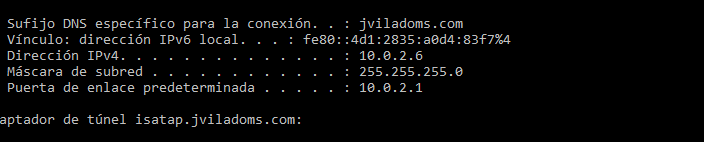 Sufijo DNS específico para la conexión. . : jviladoms.com
Vínculo: dirección IPv6 local. . . : fe80::4d1:2835:a0d4:83f7%4
Dirección IPv4. . . . . . . . . . . . . . : 10.0.2.6
Máscara de subred . . . . . . . . . . . . : 255.255.255.0
Puerta de enlace predeterminada . . . . . : 10.0.2.1
aptador de túnel isatap.jviladoms.com: